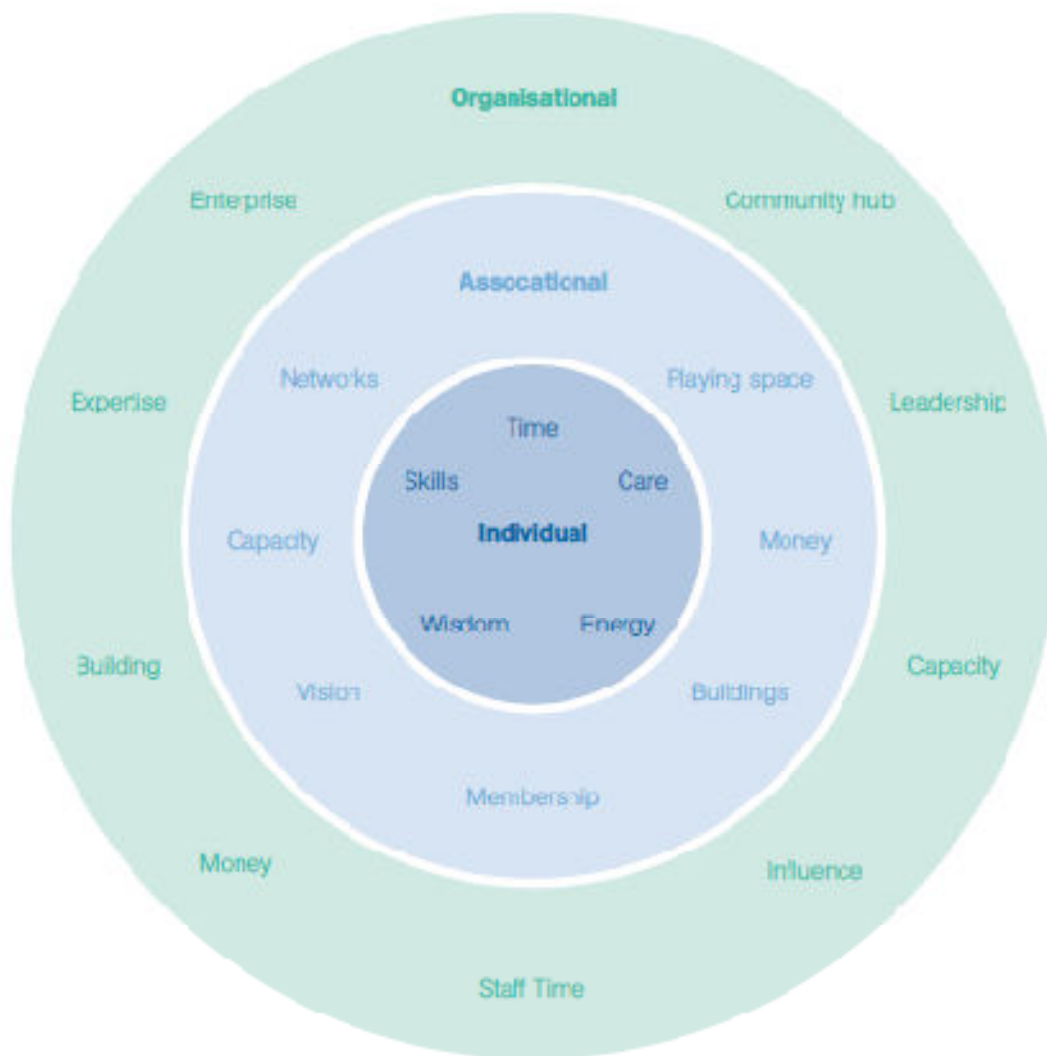 Organisational
Enterprise
Community hub
Assocational
Networks
Playing space
Expertise
Leadership
Time
Skills
Care
Individual
Capacity
Money
Wisdom
Energy
Building
Capacity
Vision
Buildings
Membership
Money
Influence
Staff Time